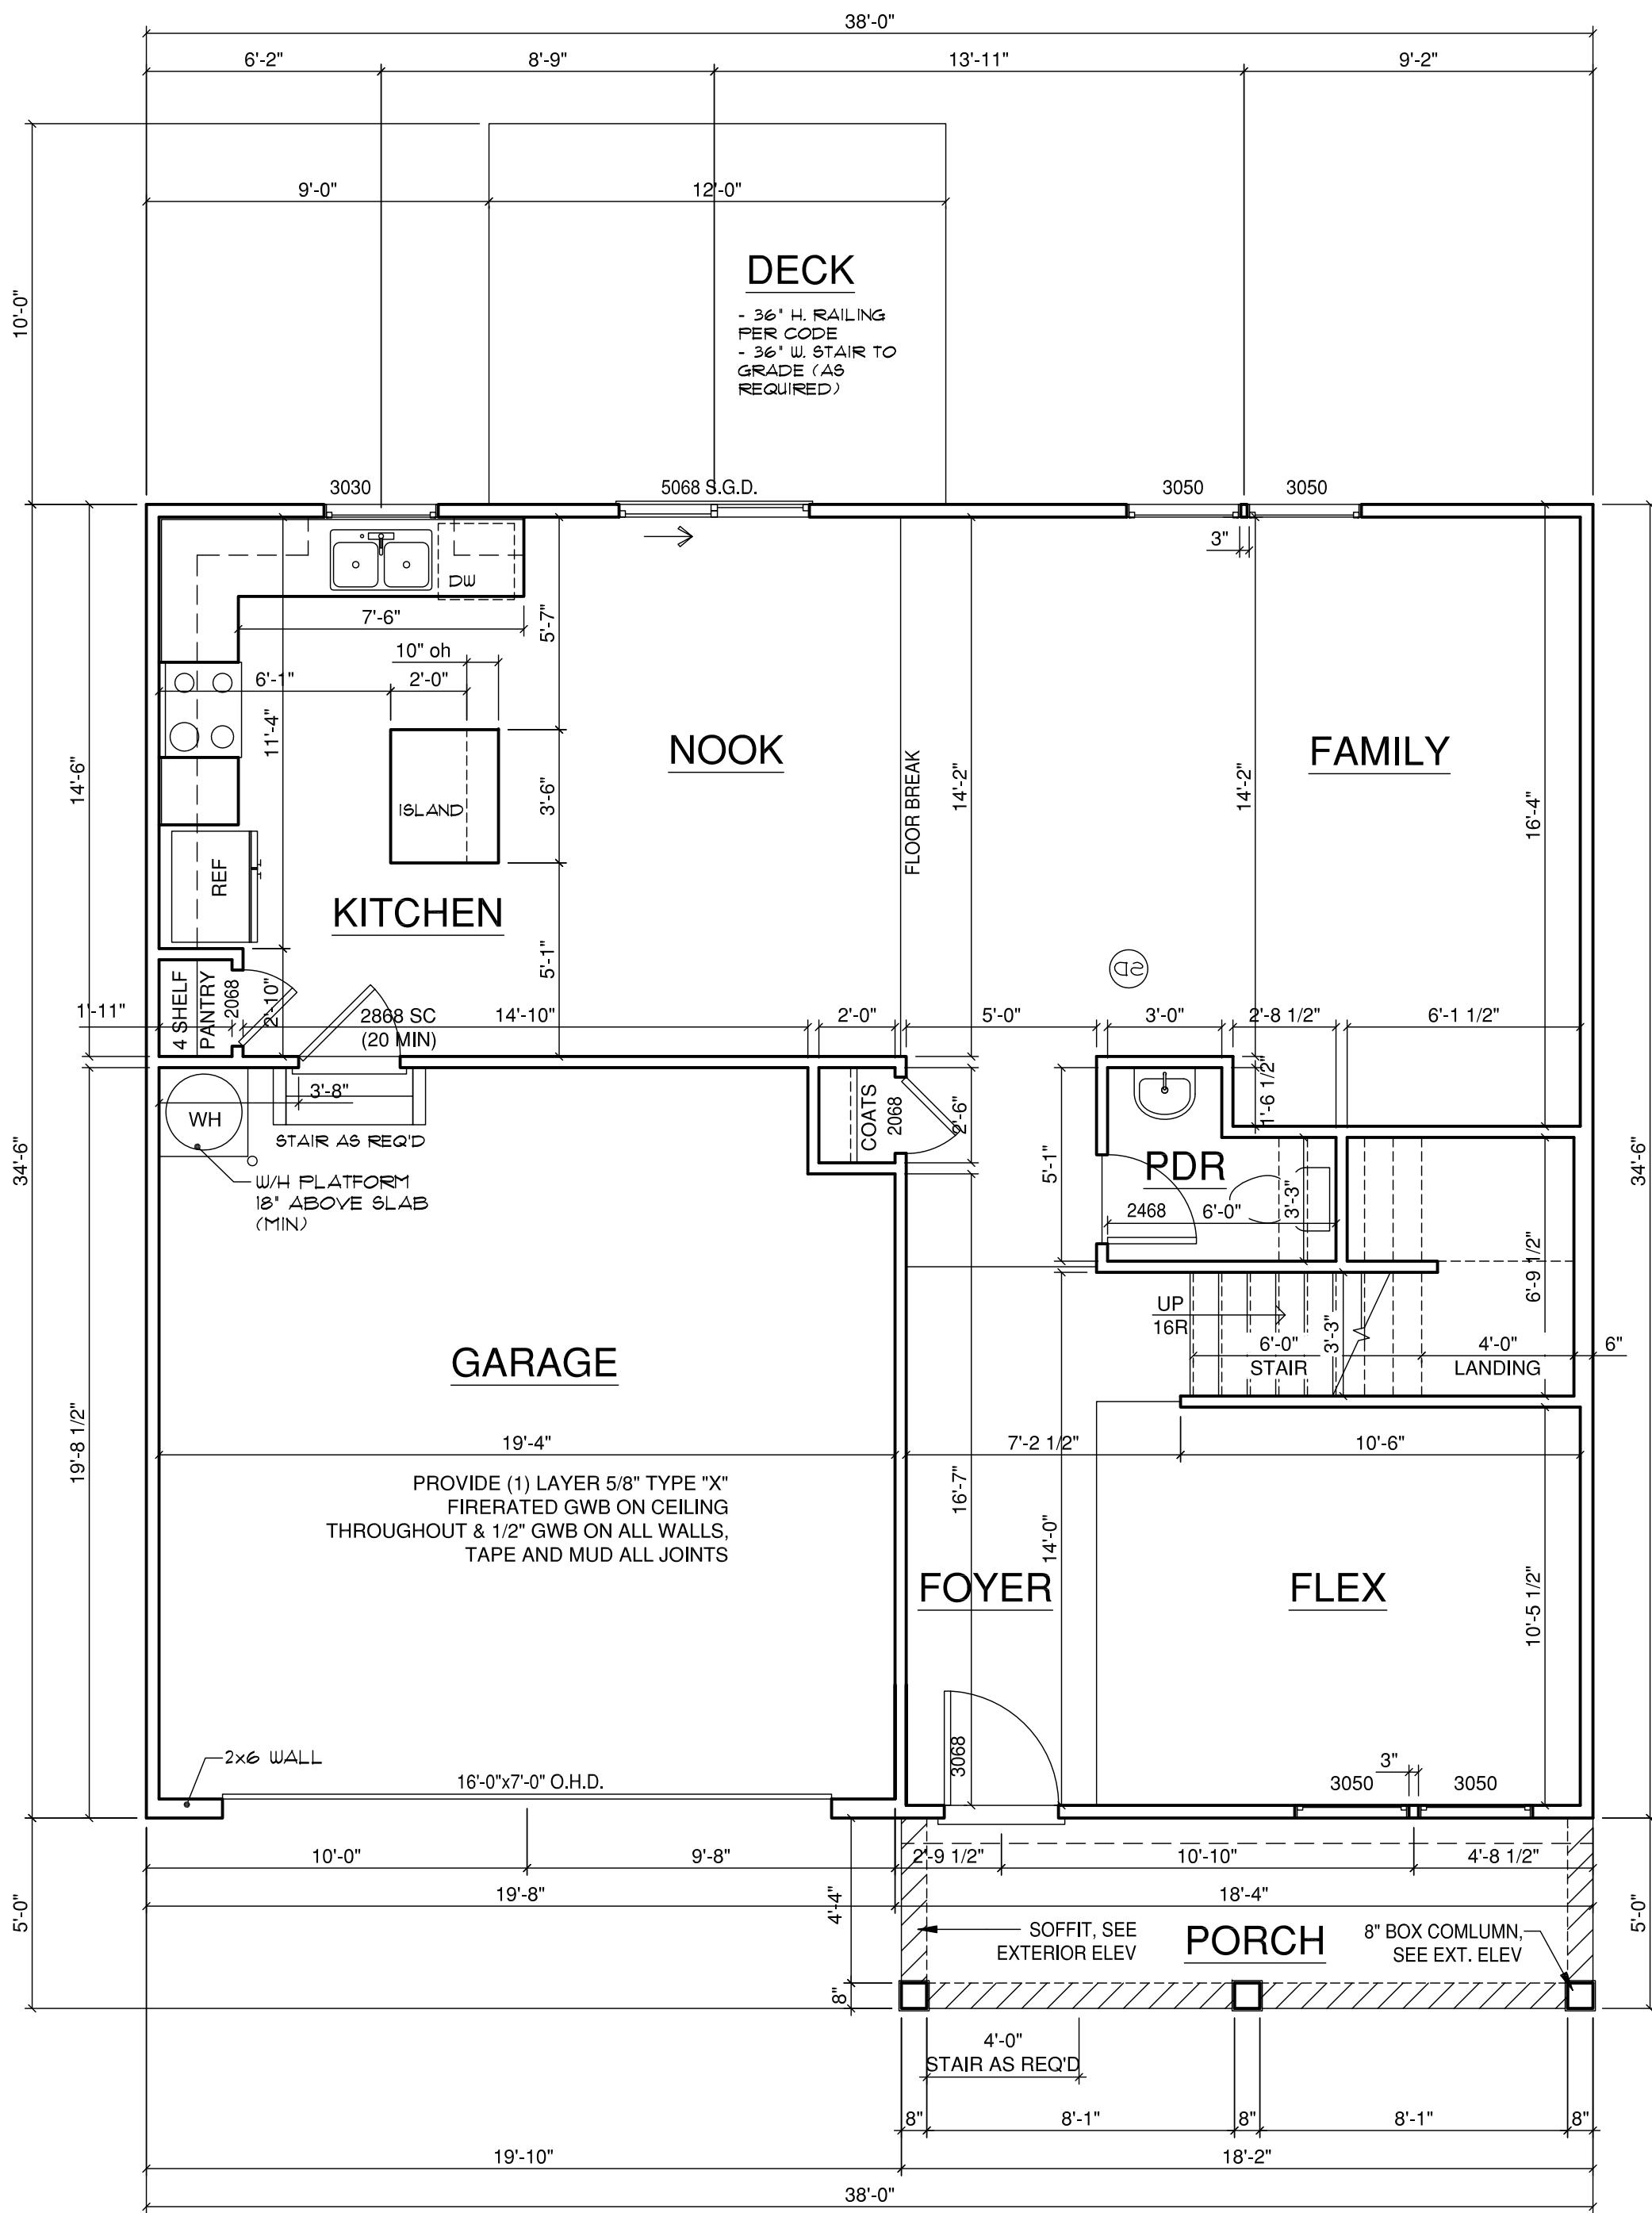 38'-0"
6'-2"
8'-9"
13'-11"
9'-2"
9'-0"
12'-0"
10'-0"
DECK
- 36" H. RAILING
PER CODE
- 36" W. STAIR TO
GRADE (AS
REQUIRED)
3030
5068 S.G.D.
3050
3050
3"
DW
7'-6"
5'-7"
10" oh
6'-1"
2'-0"
11'-4"
14'-6"
NOOK
FAMILY
FLOOR BREAK
14'-2"
14'-2"
16'-4"
ISLAND
3'-6"
REF
KITCHEN
5'-1"
SD
4 SHELF
PANTRY
2068
2'-10"
1'-11"
2868 SC
(20 MIN)
14'-10"
2'-0"
5'-0"
3'-0"
2'-8 1/2"
6'-1 1/2"
3'-8"
WH
STAIR AS REQ'D
W/H PLATFORM
18" ABOVE SLAB
(MIN)
COATS
2068
2'-6"
1'-6 1/2"
34'-6"
34'-6"
5'-1"
PDR
2468
6'-0"
3'-3"
6'-9 1/2"
UP
16R
6'-0"
STAIR
3'-3"
4'-0"
LANDING
6"
GARAGE
19'-8 1/2"
19'-4"
7'-2 1/2"
10'-6"
PROVIDE (1) LAYER 5/8" TYPE "X"
FIRERATED GWB ON CEILING
THROUGHOUT & 1/2" GWB ON ALL WALLS,
TAPE AND MUD ALL JOINTS
16'-7"
14'-0"
FOYER
FLEX
10'-5 1/2"
3068
2x6 WALL
16'-0"x7'-0" O.H.D.
3"
3050
3050
10'-0"
9'-8"
2'-9 1/2"
10'-10"
4'-8 1/2"
19'-8"
18'-4"
5'-0"
4'-4"
5'-0"
SOFFIT, SEE
EXTERIOR ELEV
PORCH
8" BOX COMLUMN,
SEE EXT. ELEV
8"
4'-0"
STAIR AS REQ'D
8"
8'-1"
8"
8'-1"
8"
19'-10"
18'-2"
38'-0"